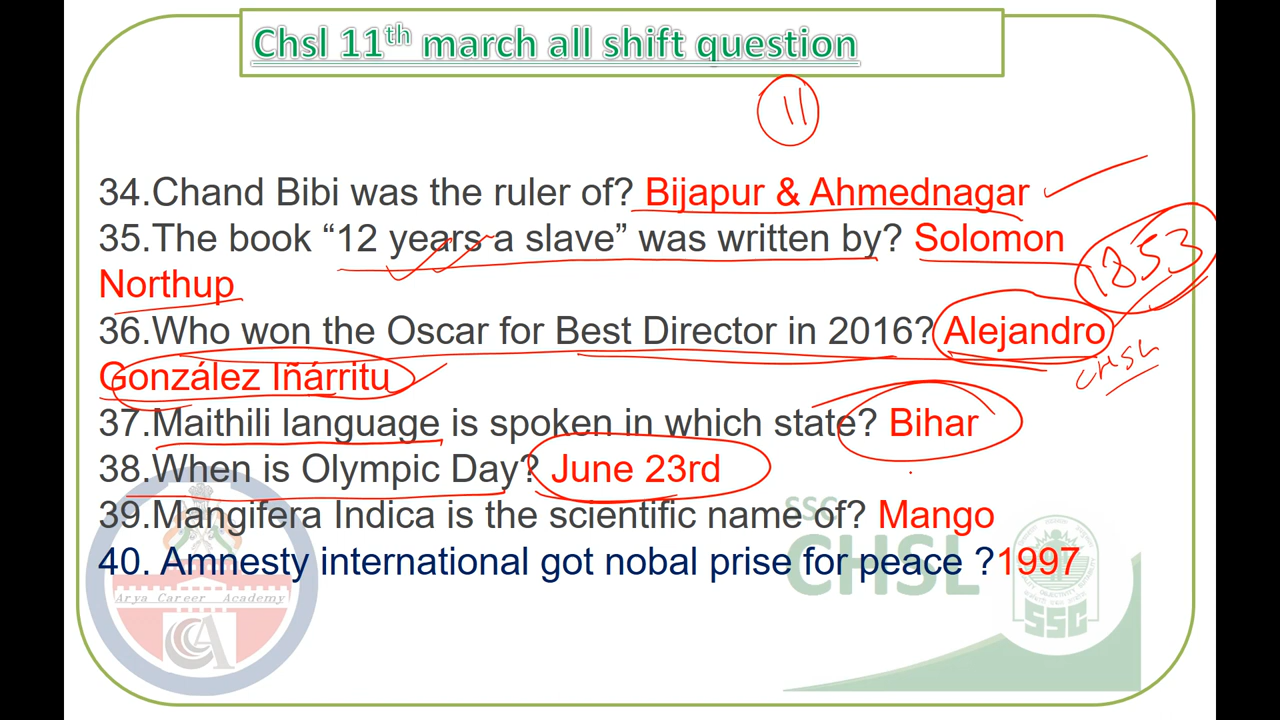 Chsl 11th march all shift question
11
34.Chand Bibi was the ruler of? Bijapur & Ahmednagar
35.The book “12 years a slave” was written by? Solomon
Northup
1853
36.Who won the Oscar for Best Director in 2016? Alejandro
González Iñárritu
CHSL
37.Maithili language is spoken in which state? Bihar
38.When is Olympic Day? June 23rd
39.Mangifera Indica is the scientific name of? Mango
40. Amnesty international got nobal prise for peace ?1997
SSC
CHSL
Arya Career Academy
SSC